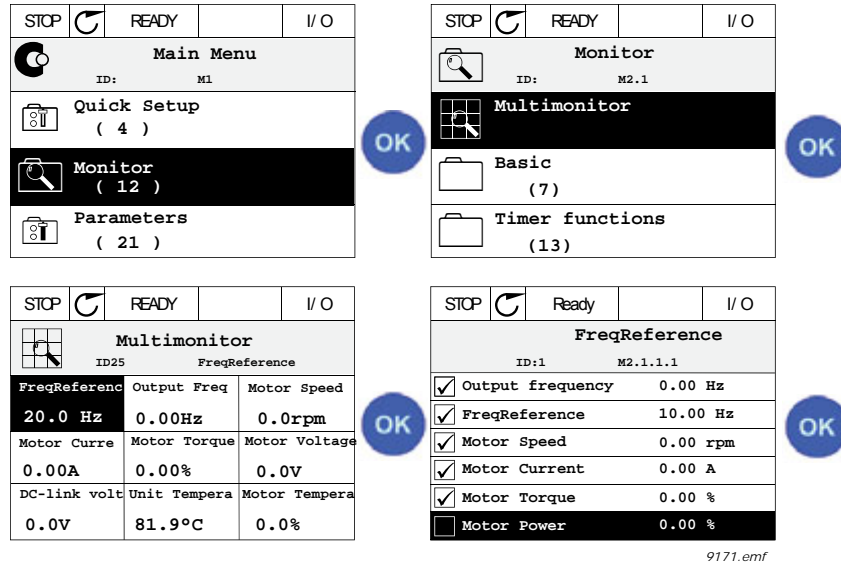 STOP READY I/O
Main Menu
ID: M1
Quick Setup
( 4 )
Monitor
( 12 )
Parameters
( 21 )
OK
STOP READY I/O
Monitor
ID: M2.1
Multimonitor
Basic
(7)
Timer functions
(13)
OK
STOP READY I/O
Multimonitor
ID25 FreqReference
FreqReferenc Output Freq Motor Speed
20.0 Hz 0.00Hz 0.0rpm
Motor Curre Motor Torque Motor Voltage
0.00A 0.00% 0.0V
DC-link volt Unit Tempera Motor Tempera
0.0V 81.9°C 0.0%
OK
STOP Ready I/O
FreqReference
ID:1 M2.1.1.1
Output frequency 0.00 Hz
FreqReference 10.00 Hz
Motor Speed 0.00 rpm
Motor Current 0.00 A
Motor Torque 0.00 %
Motor Power 0.00 %
OK
9171.emf